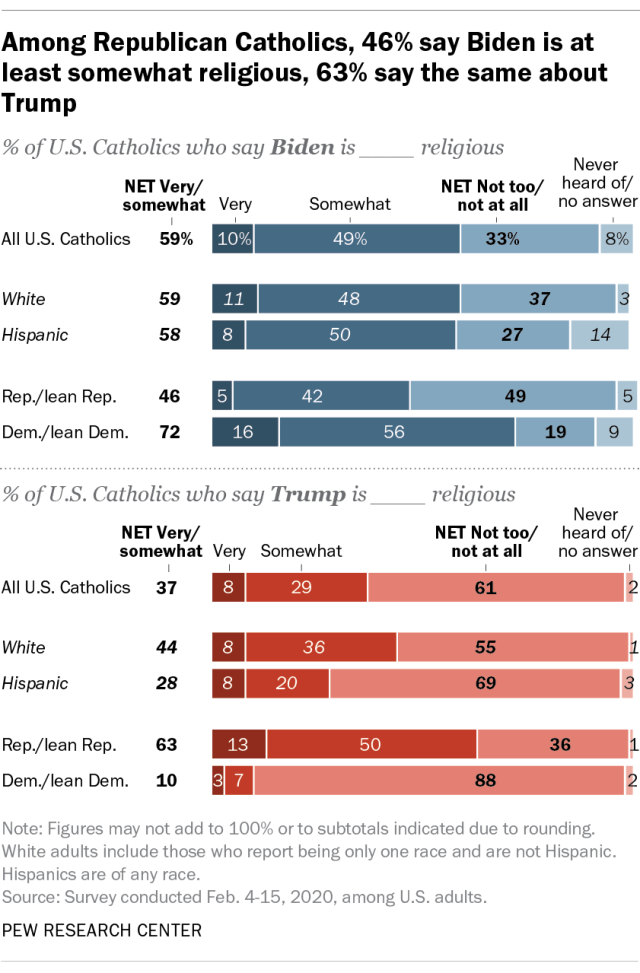 Among Republican Catholics, 46% say Biden is at
least somewhat religious, 63% say the same about
Trump
% of U.S. Catholics who say Biden is ____ religious
NET Very/
somewhat
Very
Somewhat
NET Not too/
not at all
Never
heard of/
no answer
All U.S. Catholics 59% 10% 49% 33% 8%
White 59 11 48 37 3
Hispanic 58 8 50 27 14
Rep./lean Rep. 46 5 42 49 5
Dem./lean Dem. 72 16 56 19 9
% of U.S. Catholics who say Trump is ____ religious
NET Very/
somewhat
Very
Somewhat
NET Not too/
not at all
Never
heard of/
no answer
All U.S. Catholics 37 8 29 61 2
White 44 8 36 55 1
Hispanic 28 8 20 69 3
Rep./lean Rep. 63 13 50 36 1
Dem./lean Dem. 10 3 7 88 2
Note: Figures may not add to 100% or to subtotals indicated due to rounding.
White adults include those who report being only one race and are not Hispanic.
Hispanics are of any race.
Source: Survey conducted Feb. 4-15, 2020, among U.S. adults.
PEW RESEARCH CENTER